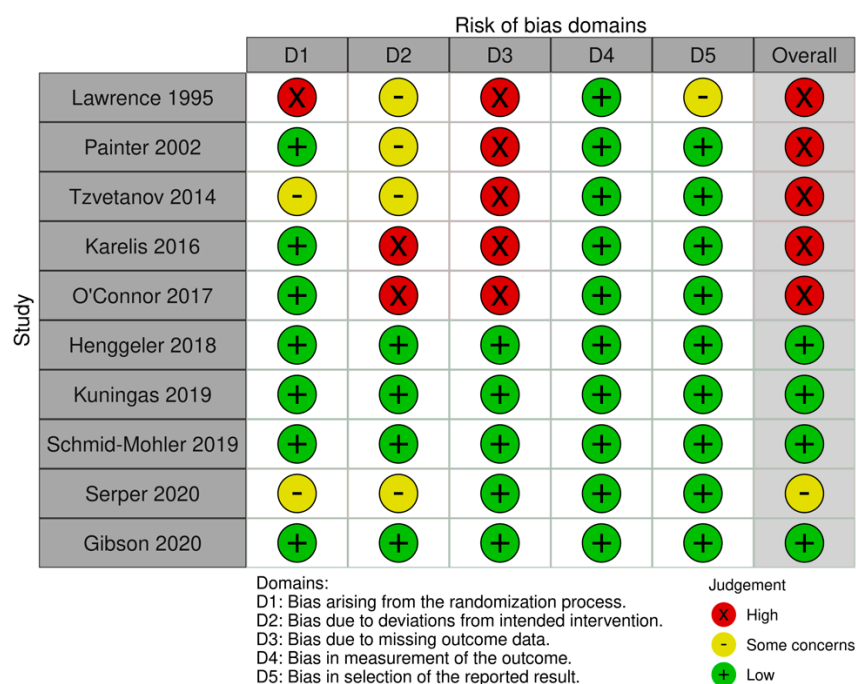 Risk of bias domains
D1 D2 D3 D4 D5 Overall
Study
Lawrence 1995 X - X + - X
Painter 2002 + - X + + X
Tzvetanov 2014 - - X + + X
Karelis 2016 + X X + + X
O'Connor 2017 + X X + + X
Henggeler 2018 + + + + + +
Kuningas 2019 + + + + + +
Schmid-Mohler 2019 + + + + + +
Serper 2020 - - + + + -
Gibson 2020 + + + + + +
Domains:
D1: Bias arising from the randomization process.
D2: Bias due to deviations from intended intervention.
D3: Bias due to missing outcome data.
D4: Bias in measurement of the outcome.
D5: Bias in selection of the reported result.
Judgement
X High
- Some concerns
+ Low